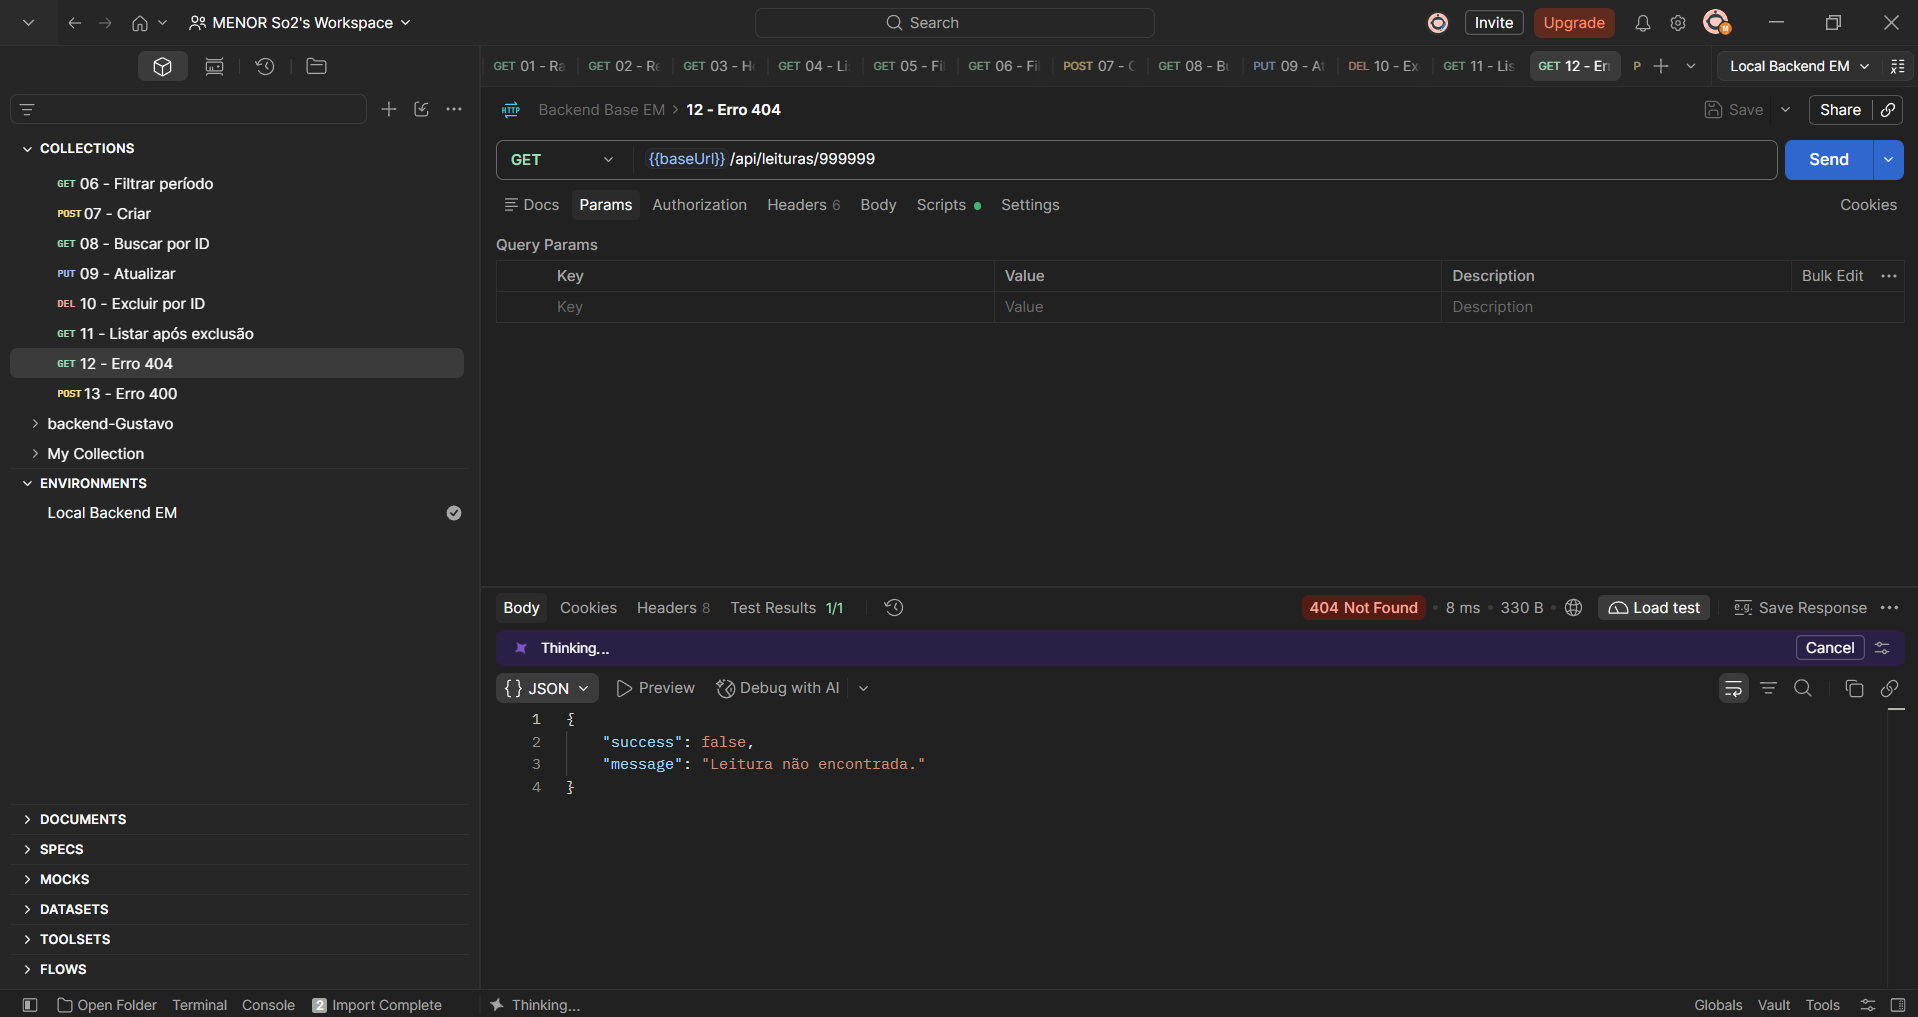 MENOR So2's Workspace
Search
Invite
Upgrade
GET 01 - Ra
GET 02 - Re
GET 03 - H
GET 04 - Li
GET 05 - Fil
GET 06 - Fil
POST 07 - C
GET 08 - Bu
PUT 09 - At
DEL 10 - Ex
GET 11 - Lis
GET 12 - Er
P
Local Backend EM
HTTP Backend Base EM > 12 - Erro 404
Save
Share
COLLECTIONS
GET 06 - Filtrar período
POST 07 - Criar
GET 08 - Buscar por ID
PUT 09 - Atualizar
DEL 10 - Excluir por ID
GET 11 - Listar após exclusão
GET 12 - Erro 404
POST 13 - Erro 400
backend-Gustavo
My Collection
ENVIRONMENTS
Local Backend EM
DOCUMENTS
SPECS
MOCKS
DATASETS
TOOLSETS
FLOWS
GET
{{baseUrl}} /api/leituras/999999
Send
Docs
Params
Authorization
Headers 6
Body
Scripts
Settings
Cookies
Query Params
Key
Value
Description
Bulk Edit
Key
Value
Description
Body
Cookies
Headers 8
Test Results 1/1
404 Not Found
8 ms
330 B
Load test
e.g. Save Response
Thinking...
Cancel
{ } JSON
Preview
Debug with AI
1 {
2 "success": false,
3 "message": "Leitura não encontrada."
4 }
Open Folder
Terminal
Console
2 Import Complete
Thinking...
Globals
Vault
Tools